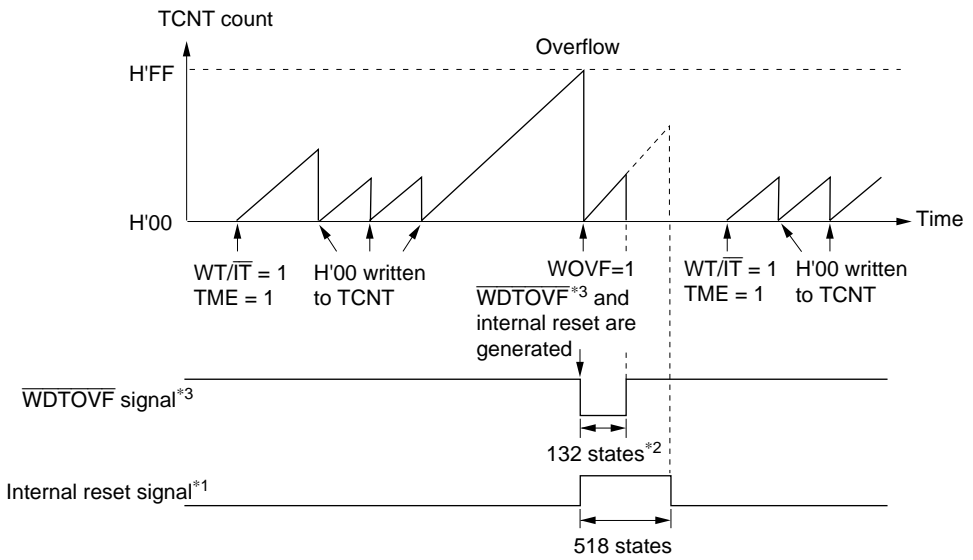 TCNT count
Overflow
H'FF
H'00
Time
WT/IT = 1
TME = 1
H'00 written
to TCNT
WOVF=1
WDTOVF*3 and
internal reset are
generated
WT/IT = 1
TME = 1
H'00 written
to TCNT
WDTOVF signal*3
132 states*2
Internal reset signal*1
518 states